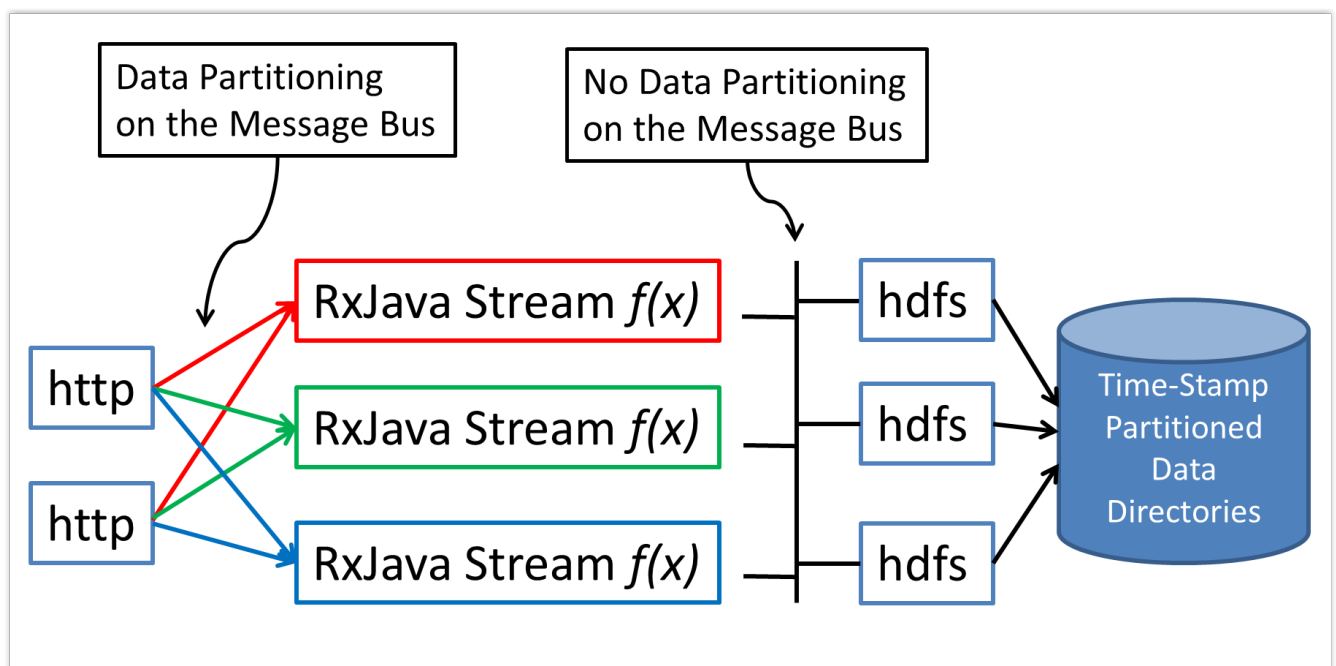 Data Partitioning
on the Message Bus
No Data Partitioning
on the Message Bus
http
http
RxJava Stream f(x)
RxJava Stream f(x)
RxJava Stream f(x)
hdfs
hdfs
hdfs
Time-Stamp
Partitioned
Data
Directories